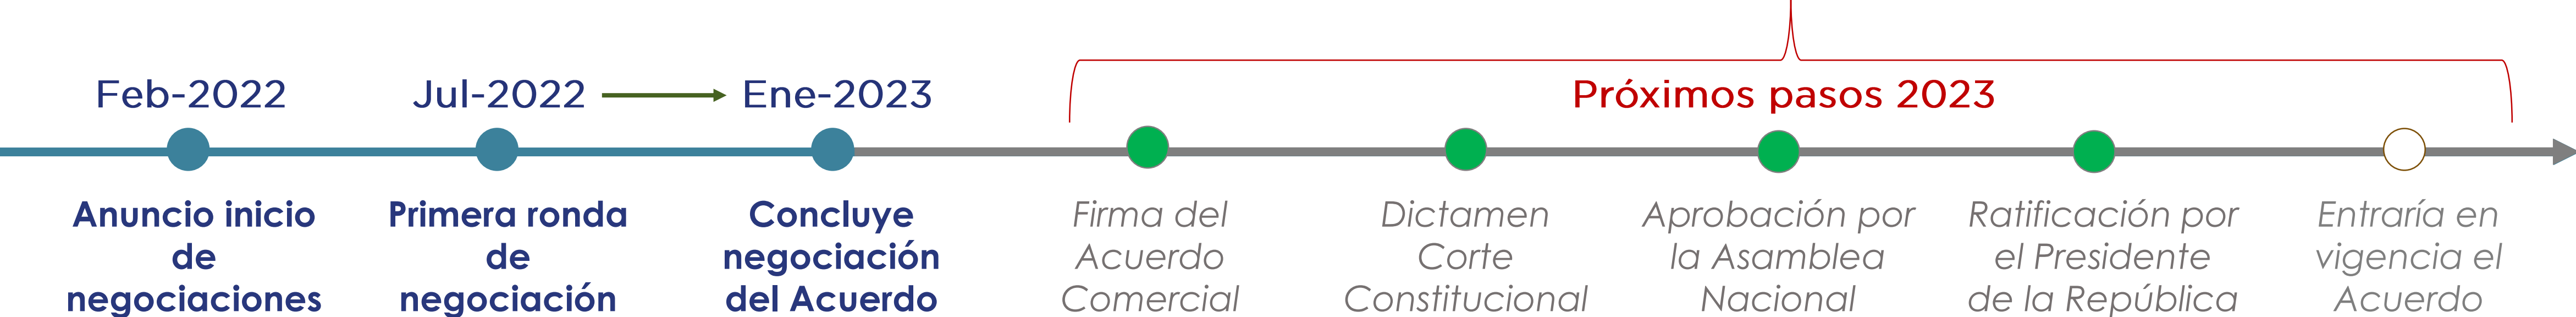 Feb-2022
Jul-2022
Ene-2023
Próximos pasos 2023
Anuncio inicio
de
negociaciones
Primera ronda
de
negociación
Concluye
negociación
del Acuerdo
Firma del
Acuerdo
Comercial
Dictamen
Corte
Constitucional
Aprobación por
la Asamblea
Nacional
Ratificación por
el Presidente
de la República
Entraría en
vigencia el
Acuerdo